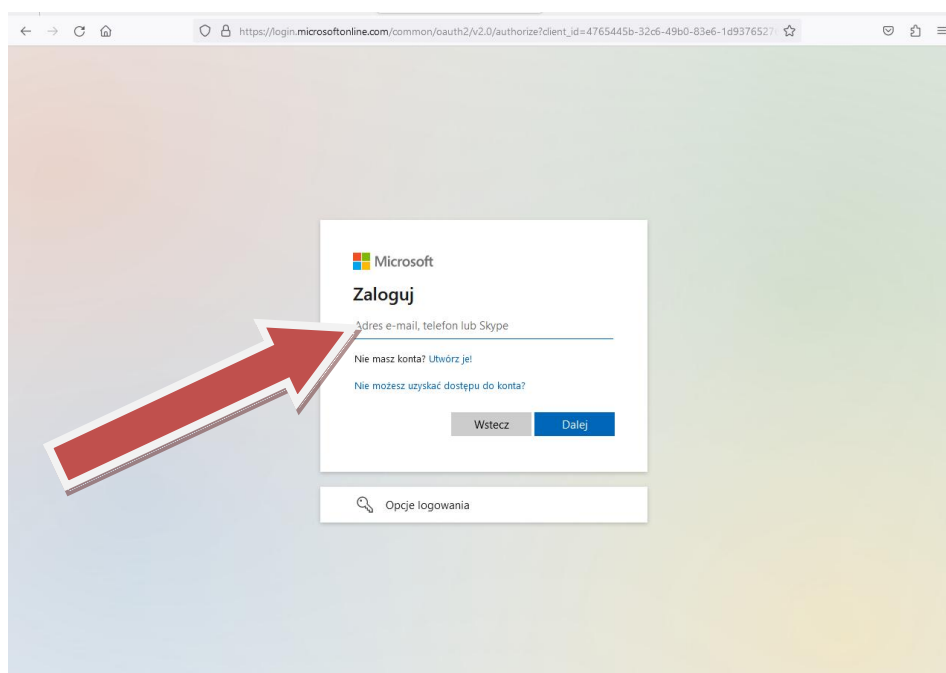 https://login.microsoftonline.com/common/oauth2/v2.0/authorize?client_id=4765445b-32c6-49b0-83e6-1d9376527
Microsoft
Zaloguj
Adres e-mail, telefon lub Skype
Nie masz konta? Utwórz je!
Nie możesz uzyskać dostępu do konta?
Wstecz Dalej
Opcje logowania